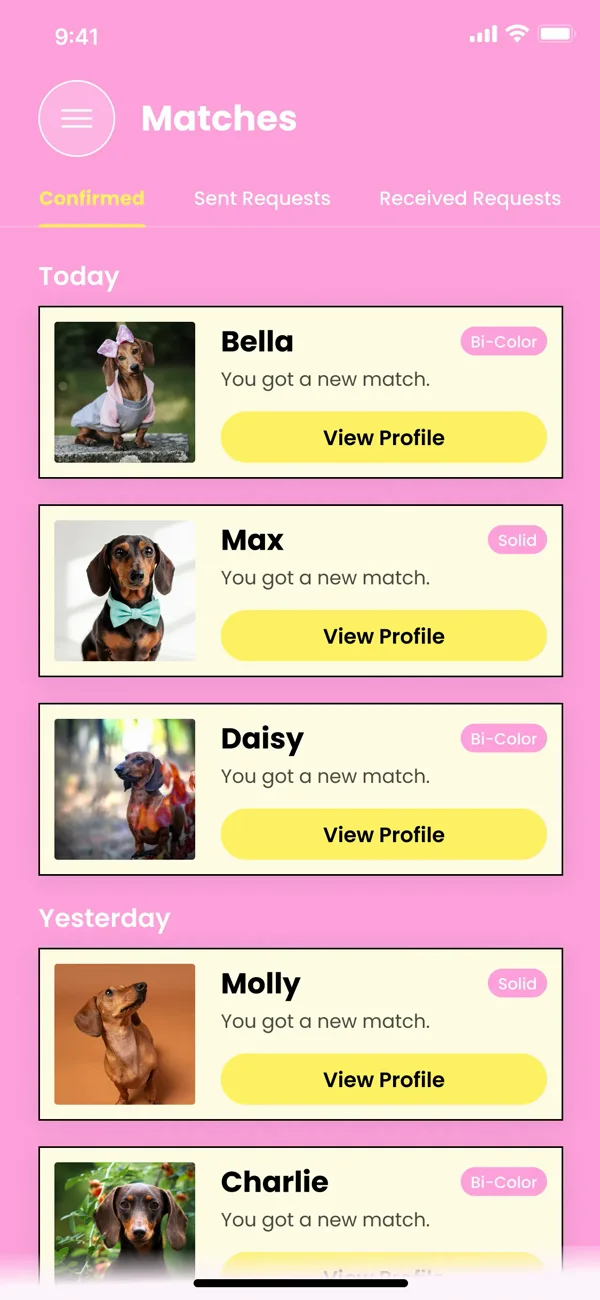 9:41
Matches
Confirmed Sent Requests Received Requests
Today
Bella Bi-Color
You got a new match.
View Profile
Max Solid
You got a new match.
View Profile
Daisy Bi-Color
You got a new match.
View Profile
Yesterday
Molly Solid
You got a new match.
View Profile
Charlie Bi-Color
You got a new match.
View Profile